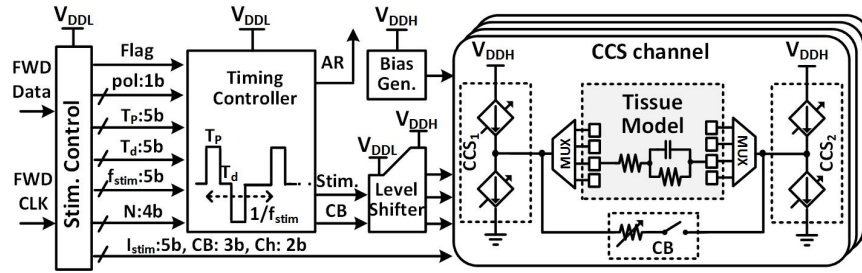 V_DDL
V_DDL
V_DDH
V_DDH
CCS channel
V_DDH
FWD
Data
FWD
CLK
Stim. Control
Flag
pol:1b
T_P:5b
T_d:5b
f_stim:5b
N:4b
I_stim:5b, CB: 3b, Ch: 2b
Timing
Controller
T_P
T_d
1/f_stim
AR
Stim.
CB
Bias
Gen.
V_DDH
V_DDL
Level
Shifter
CCS_1
MUX
Tissue
Model
MUX
CCS_2
CB